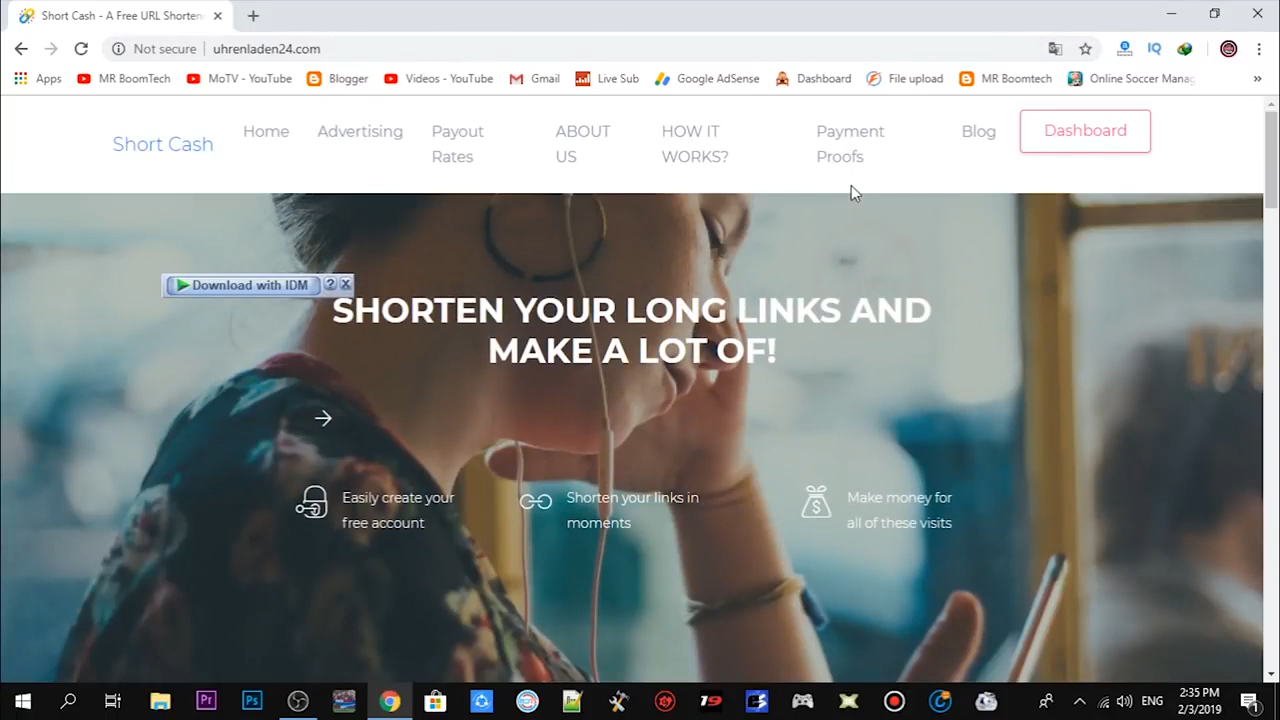 Short Cash - A Free URL Shorten
Not secure uhrenladen24.com
Apps MR BoomTech MoTV - YouTube Blogger Videos - YouTube Gmail Live Sub Google AdSense Dashboard File upload MR Boomtech Online Soccer Manag »
Short Cash
Home Advertising Payout Rates ABOUT US HOW IT WORKS? Payment Proofs Blog Dashboard
Download with IDM ?
SHORTEN YOUR LONG LINKS AND
MAKE A LOT OF!
Easily create your
free account
Shorten your links in
moments
Make money for
all of these visits
ENG
2:35 PM
2/3/2019